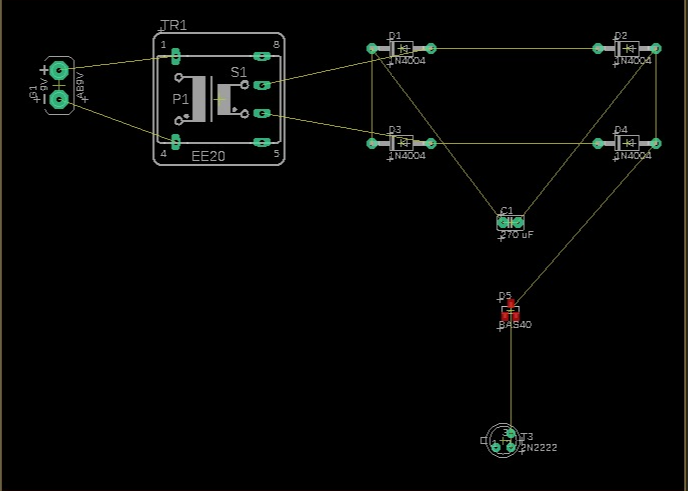 TR1
1
8
S1
P1
4
EE20
5
G1
9V
AB9V
D1
1N4004
D2
1N4004
D3
1N4004
D4
1N4004
C1
270 uF
D5
BAS40
T3
2N2222